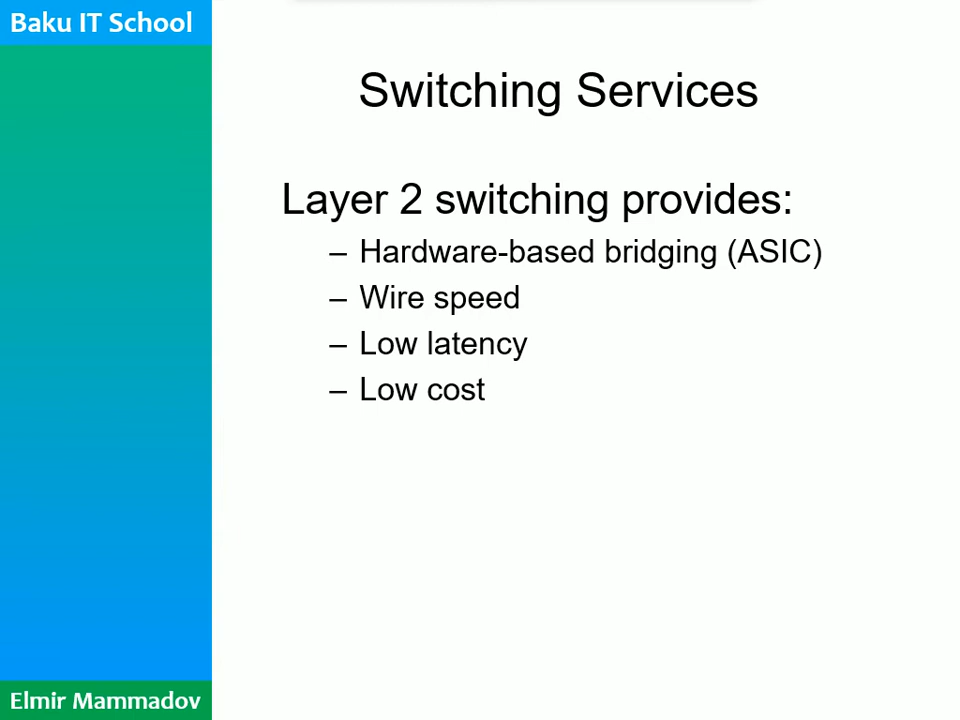 Baku IT School
Switching Services
Layer 2 switching provides:
– Hardware-based bridging (ASIC)
– Wire speed
– Low latency
– Low cost
Elmir Mammadov